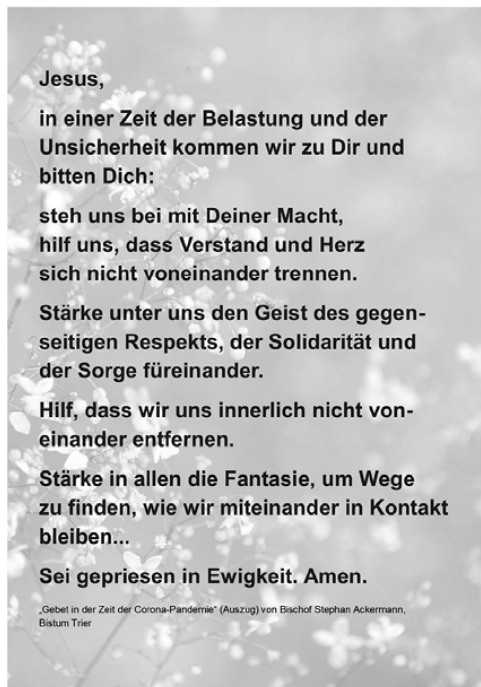 Jesus,
in einer Zeit der Belastung und der
Unsicherheit kommen wir zu Dir und
bitten Dich:
steh uns bei mit Deiner Macht,
hilf uns, dass Verstand und Herz
sich nicht voneinander trennen.
Stärke unter uns den Geist des gegen-
seitigen Respekts, der Solidarität und
der Sorge füreinander.
Hilf, dass wir uns innerlich nicht von-
einander entfernen.
Stärke in allen die Fantasie, um Wege
zu finden, wie wir miteinander in Kontakt
bleiben...
Sei gepriesen in Ewigkeit. Amen.
„Gebet in der Zeit der Corona-Pandemie“ (Auszug) von Bischof Stephan Ackermann,
Bistum Trier